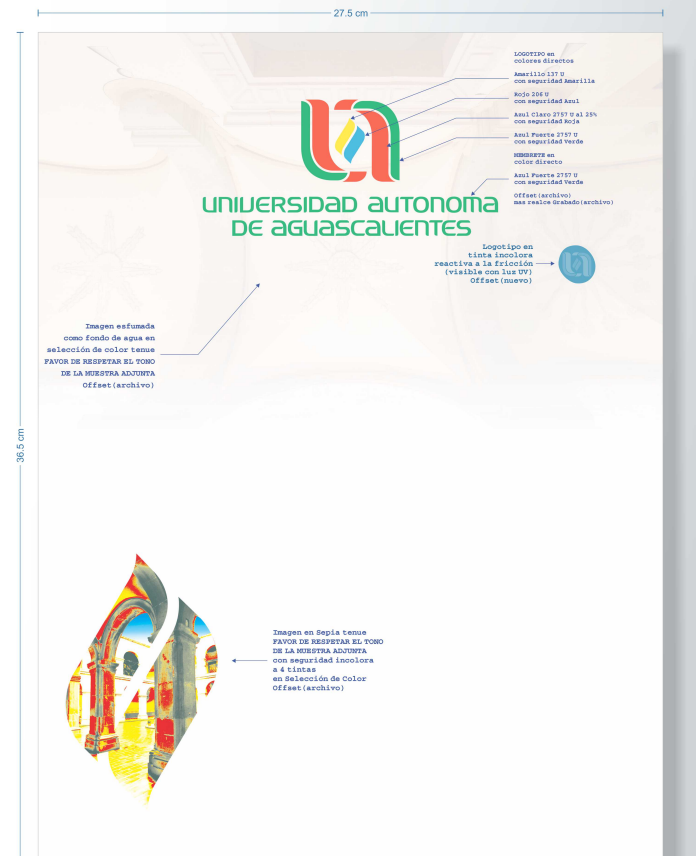 27.5 cm
LOGOTIPO en
colores directos
Amarillo 137 U
con seguridad Amarilla
Rojo 206 U
con seguridad Azul
Azul Claro 2757 U al 25%
con seguridad Roja
Azul Fuerte 2757 U
con seguridad Verde
MEMBRETE en
color directo
Azul Fuerte 2757 U
con seguridad Verde
Offset(archivo)
mas realce Grabado(archivo)
UNIVERSIDAD AUTONOMA
DE AGUASCALIENTES
Logotipo en
tinta incolora
reactiva a la fricción
(visible con luz UV)
Offset(nuevo)
Imagen esfumada
como fondo de agua en
selección de color tenue
FAVOR DE RESPETAR EL TONO
DE LA MUESTRA ADJUNTA
Offset(archivo)
36.5 cm
Imagen en Sepia tenue
FAVOR DE RESPETAR EL TONO
DE LA MUESTRA ADJUNTA
con seguridad incolora
a 4 tintas
en Selección de Color
Offset(archivo)